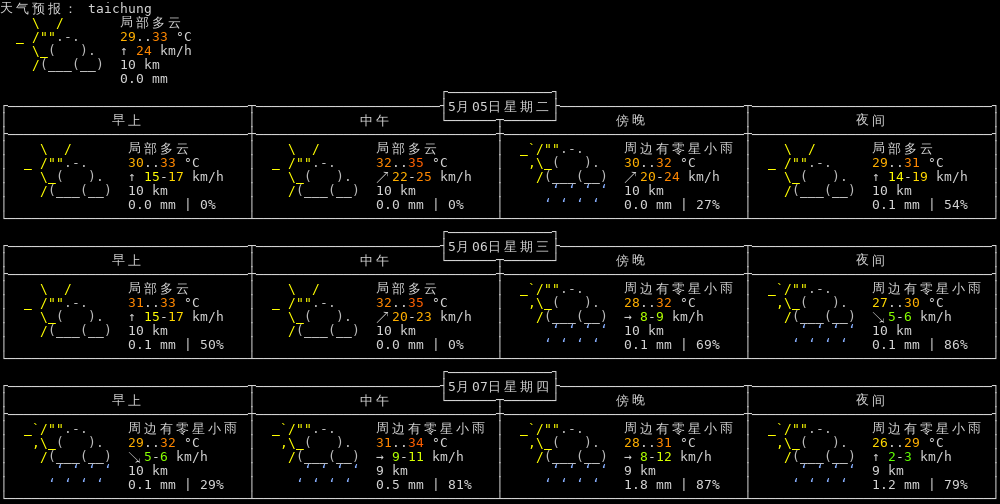 天气预报： taichung
局部多云
29..33 °C
↑ 24 km/h
10 km
0.0 mm
5月05日星期二
早上 中午 傍晚 夜间
局部多云 局部多云 周边有零星小雨 局部多云
30..33 °C 32..35 °C 30..32 °C 29..31 °C
↑ 15-17 km/h ↗ 22-25 km/h ↗ 20-24 km/h ↑ 14-19 km/h
10 km 10 km 10 km 10 km
0.0 mm | 0% 0.0 mm | 0% 0.0 mm | 27% 0.1 mm | 54%
5月06日星期三
早上 中午 傍晚 夜间
局部多云 局部多云 周边有零星小雨 周边有零星小雨
31..33 °C 32..35 °C 28..32 °C 27..30 °C
↑ 15-17 km/h ↗ 20-23 km/h → 8-9 km/h ↘ 5-6 km/h
10 km 10 km 10 km 10 km
0.1 mm | 50% 0.0 mm | 0% 0.1 mm | 69% 0.1 mm | 86%
5月07日星期四
早上 中午 傍晚 夜间
周边有零星小雨 周边有零星小雨 周边有零星小雨 周边有零星小雨
29..32 °C 31..34 °C 28..31 °C 26..29 °C
↘ 5-6 km/h → 9-11 km/h → 8-12 km/h ↑ 2-3 km/h
10 km 9 km 9 km 9 km
0.1 mm | 29% 0.5 mm | 81% 1.8 mm | 87% 1.2 mm | 79%